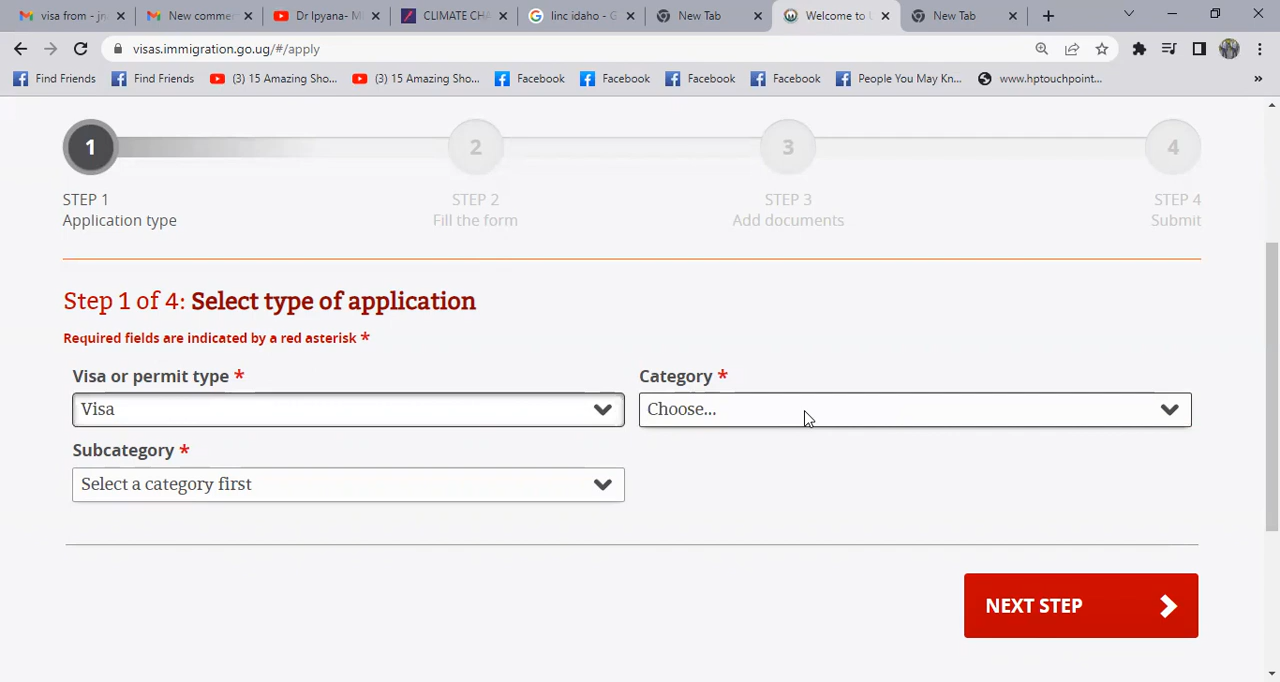 visa from - jn
New commer
Dr Ipyana- M
CLIMATE CHA
linc idaho - G
New Tab
Welcome to U
New Tab
visas.immigration.go.ug/#/apply
Find Friends
Find Friends
(3) 15 Amazing Sho...
(3) 15 Amazing Sho...
Facebook
Facebook
Facebook
Facebook
People You May Kn...
www.hptouchpoint...
»
1
2
3
4
STEP 1
Application type
STEP 2
Fill the form
STEP 3
Add documents
STEP 4
Submit
Step 1 of 4: Select type of application
Required fields are indicated by a red asterisk *
Visa or permit type *
Visa
Category *
Choose...
Subcategory *
Select a category first
NEXT STEP